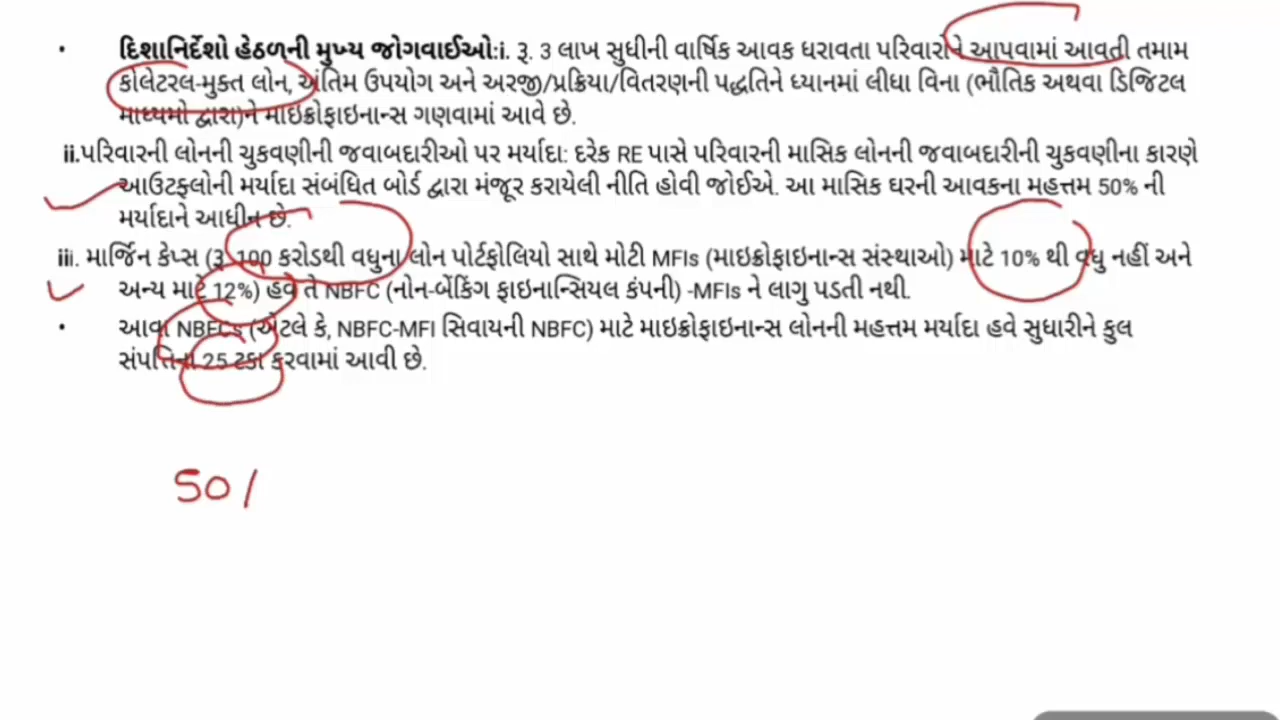 • દિશાનિર્દેશો હેઠળની મુખ્ય જોગવાઈઓ:i. રૂ. 3 લાખ સુધીની વાર્ષિક આવક ધરાવતા પરિવારોને આપવામાં આવતી તમામ
કોલેટરલ-મુક્ત લોન, અંતિમ ઉપયોગ અને અરજી/પ્રક્રિયા/વિતરણની પદ્ધતિને ધ્યાનમાં લીધા વિના (ભૌતિક અથવા ડિજિટલ
માધ્યમો દ્વારા)ને માઇક્રોફાઇનાન્સ ગણવામાં આવે છે.
ii.પરિવારની લોનની ચુકવણીની જવાબદારીઓ પર મર્યાદા: દરેક RE પાસે પરિવારની માસિક લોનની જવાબદારીની ચુકવણીના કારણે
આઉટફ્લોની મર્યાદા સંબંધિત બોર્ડ દ્વારા મંજૂર કરાયેલી નીતિ હોવી જોઈએ. આ માસિક ઘરની આવકના મહત્તમ 50% ની
મર્યાદાને આધીન છે.
iii. માર્જિન કેપ્સ (રૂ. 100 કરોડથી વધુના લોન પોર્ટફોલિયો સાથે મોટી MFIs (માઇક્રોફાઇનાન્સ સંસ્થાઓ) માટે 10% થી વધુ નહીં અને
અન્ય માટે 12%) હવે તે NBFC (નોન-બેંકિંગ ફાઇનાન્સિયલ કંપની) -MFIs ને લાગુ પડતી નથી.
• આવા NBFCs (એટલે કે, NBFC-MFI સિવાયની NBFC) માટે માઇક્રોફાઇનાન્સ લોનની મહત્તમ મર્યાદા હવે સુધારીને કુલ
સંપત્તિના 25 ટકા કરવામાં આવી છે.
50/